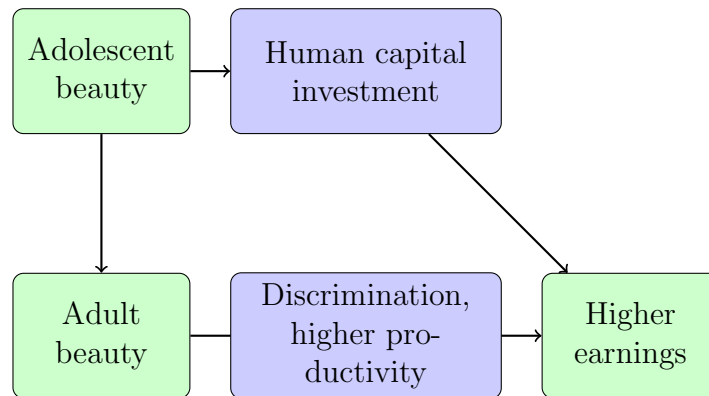 Adolescent
beauty
Human capital
investment
Adult
beauty
Discrimination,
higher pro-
ductivity
Higher
earnings